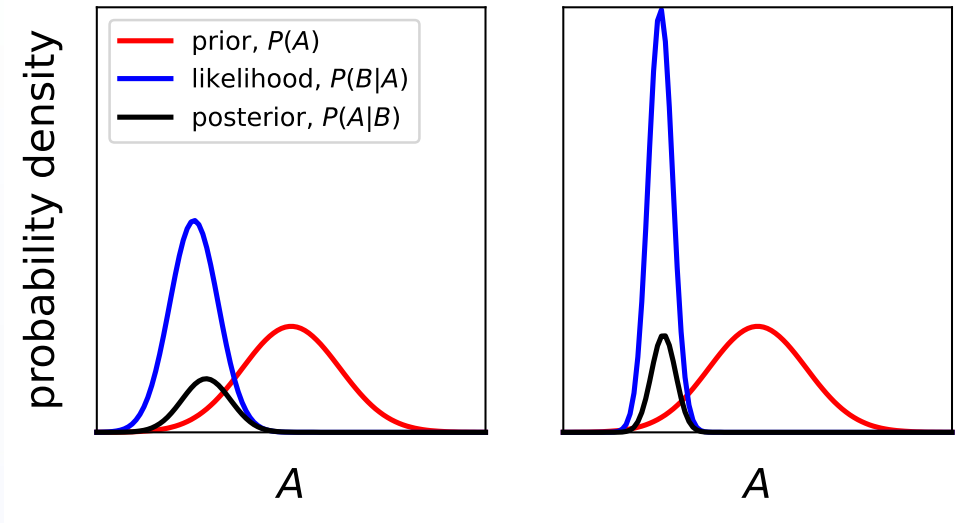 probability density
prior, P(A)
likelihood, P(B|A)
posterior, P(A|B)
A
A